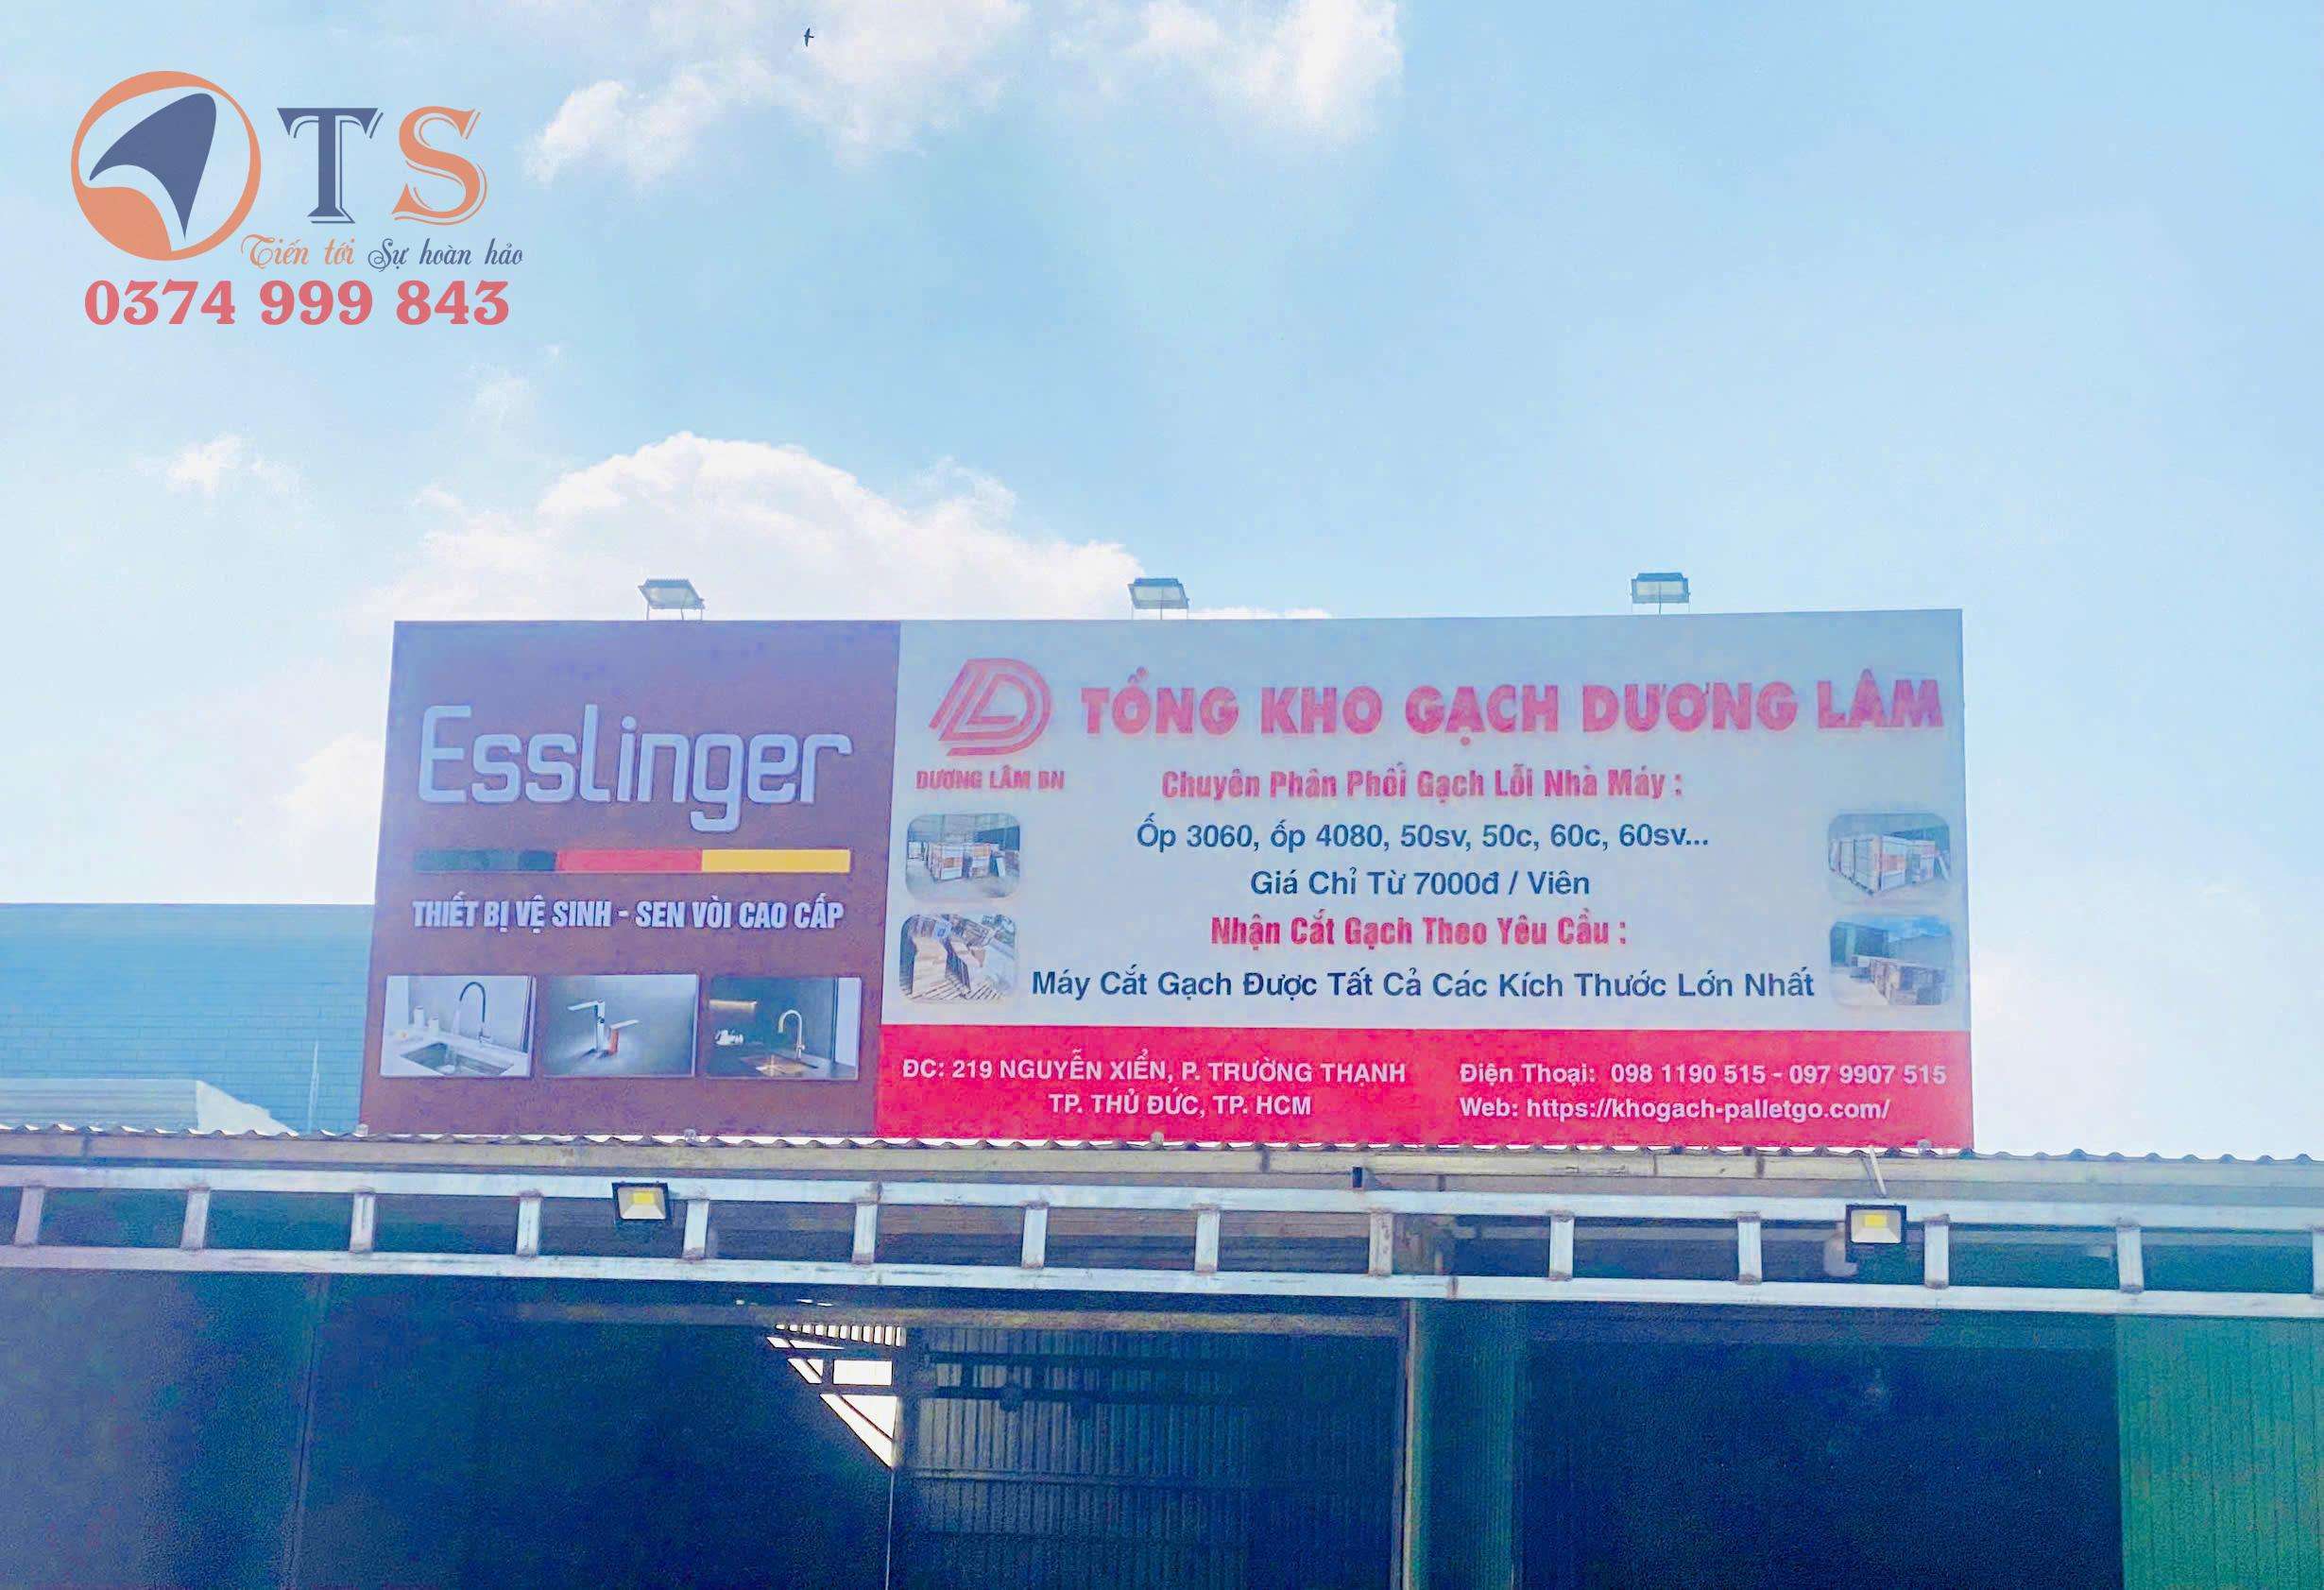 TS
Tiến tới Sự hoàn hảo
0374 999 843
Esslinger
THIẾT BỊ VỆ SINH - SEN VÒI CAO CẤP
DƯƠNG LÂM BN
TỔNG KHO GẠCH DƯƠNG LÂM
Chuyên Phân Phối Gạch Lỗi Nhà Máy :
Ốp 3060, ốp 4080, 50sv, 50c, 60c, 60sv...
Giá Chỉ Từ 7000đ / Viên
Nhận Cắt Gạch Theo Yêu Cầu :
Máy Cắt Gạch Được Tất Cả Các Kích Thước Lớn Nhất
ĐC: 219 NGUYỄN XIỂN, P. TRƯỜNG THẠNH
TP. THỦ ĐỨC, TP. HCM
Điện Thoại: 098 1190 515 - 097 9907 515
Web: https://khogach-palletgo.com/